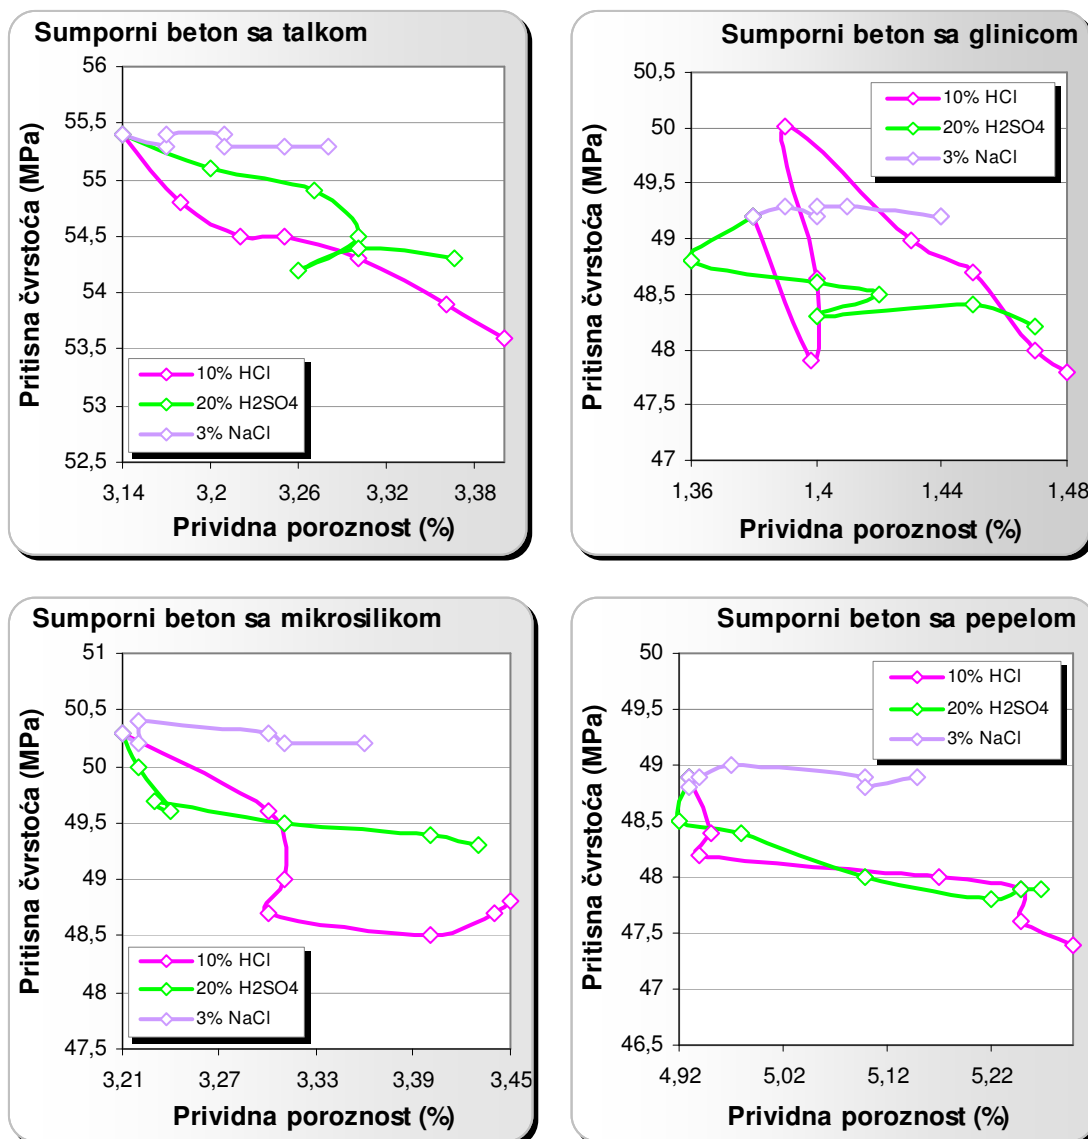 Sumporni beton sa talkom
Pritisna čvrstoća (MPa)
56
55,5
55
54,5
54
53,5
53
52,5
10% HCl
20% H2SO4
3% NaCl
3,14
3,2
3,26
3,32
3,38
Prividna poroznost (%)
Sumporni beton sa glinicom
Pritisna čvrstoća (MPa)
50,5
50
49,5
49
48,5
48
47,5
47
10% HCl
20% H2SO4
3% NaCl
1,36
1,4
1,44
1,48
Prividna poroznost (%)
Sumporni beton sa mikrosilikom
Pritisna čvrstoća (MPa)
51
50,5
50
49,5
49
48,5
48
47,5
10% HCl
20% H2SO4
3% NaCl
3,21
3,27
3,33
3,39
3,45
Prividna poroznost (%)
Sumporni beton sa pepelom
Pritisna čvrstoća (MPa)
50
49,5
49
48,5
48
47,5
47
46,5
10% HCl
20% H2SO4
3% NaCl
4,92
5,02
5,12
5,22
Prividna poroznost (%)